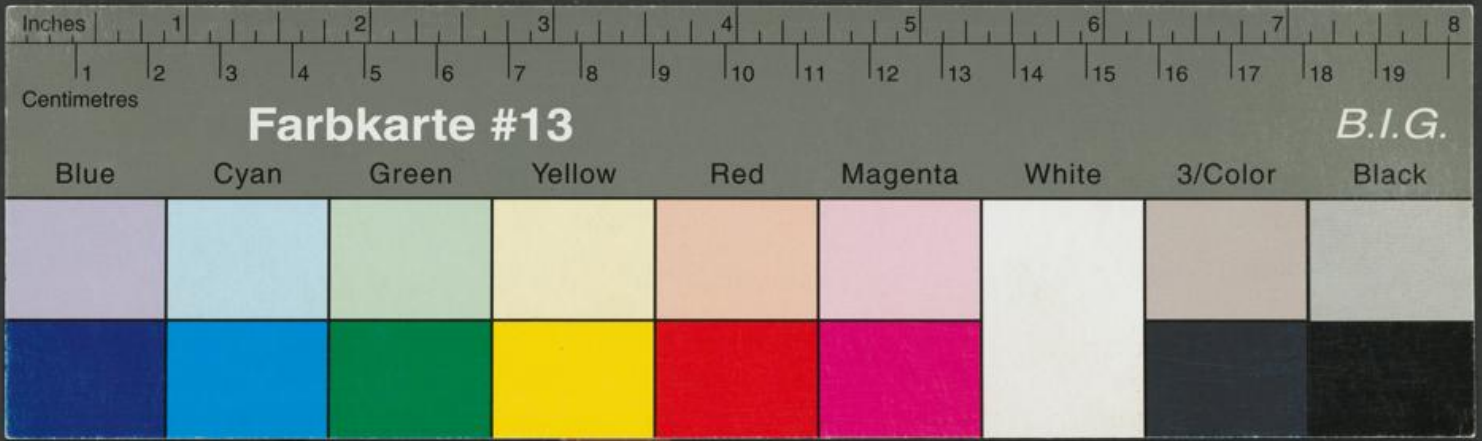 Inches 1 2 3 4 5 6 7 8
1 2 3 4 5 6 7 8 9 10 11 12 13 14 15 16 17 18 19
Centimetres
Farbkarte #13 B.I.G.
Blue Cyan Green Yellow Red Magenta White 3/Color Black